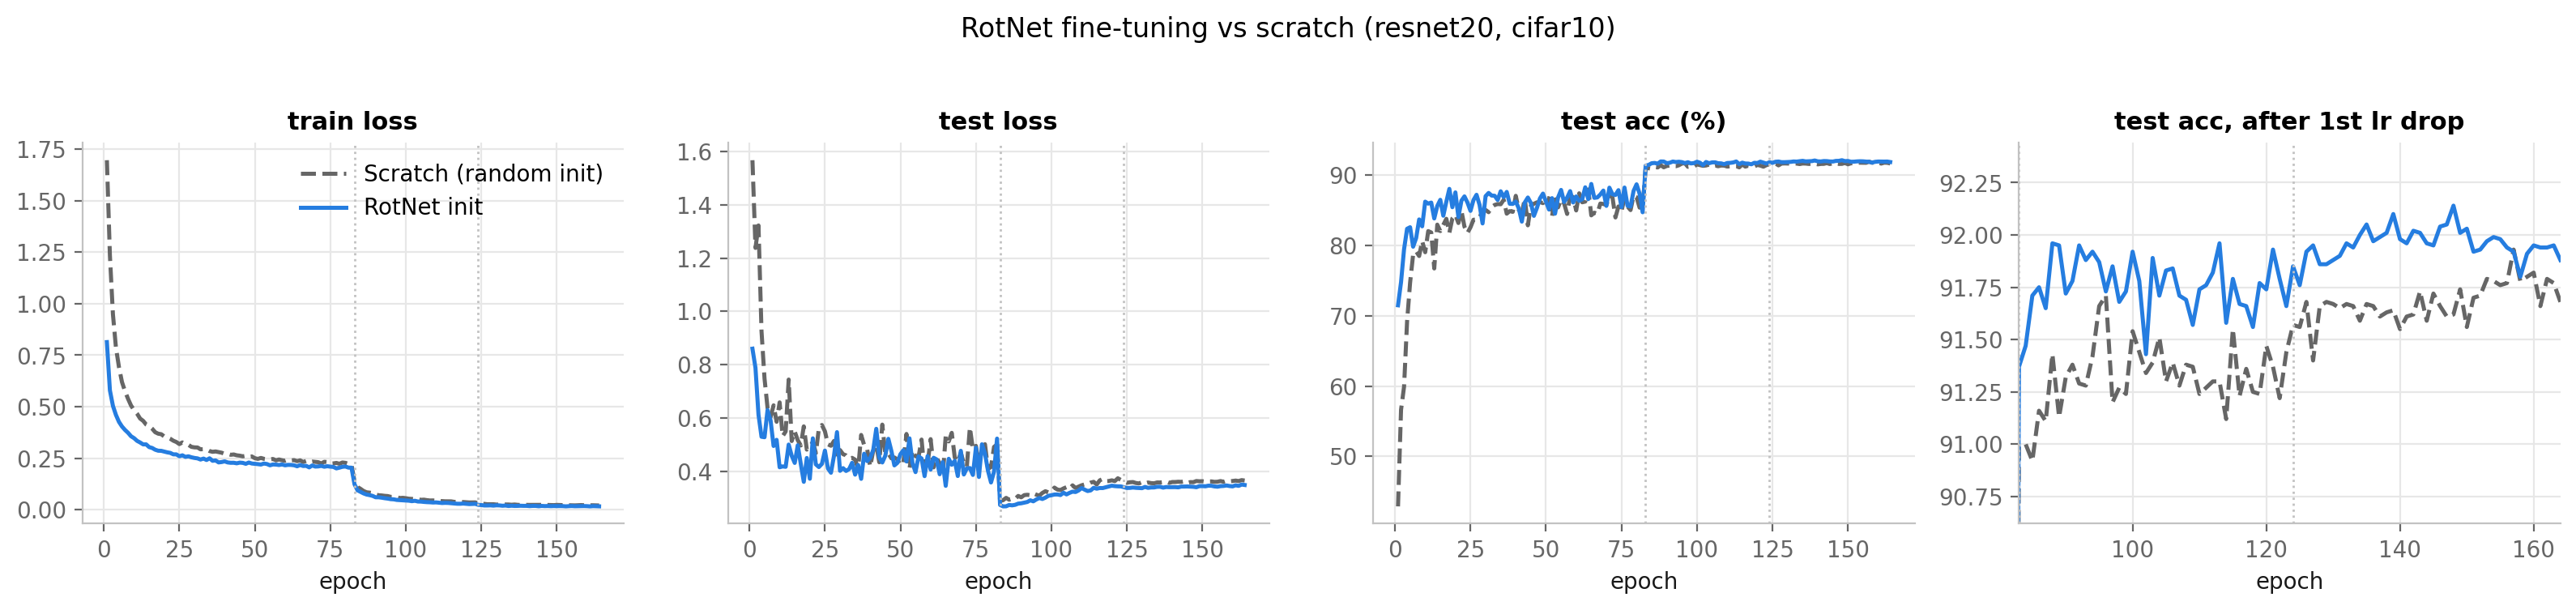 RotNet fine-tuning vs scratch (resnet20, cifar10)
train loss
1.75
1.50
1.25
1.00
0.75
0.50
0.25
0.00
Scratch (random init)
RotNet init
0 25 50 75 100 125 150
epoch
test loss
1.6
1.4
1.2
1.0
0.8
0.6
0.4
0 25 50 75 100 125 150
epoch
test acc (%)
90
80
70
60
50
0 25 50 75 100 125 150
epoch
test acc, after 1st lr drop
92.25
92.00
91.75
91.50
91.25
91.00
90.75
100 120 140 160
epoch